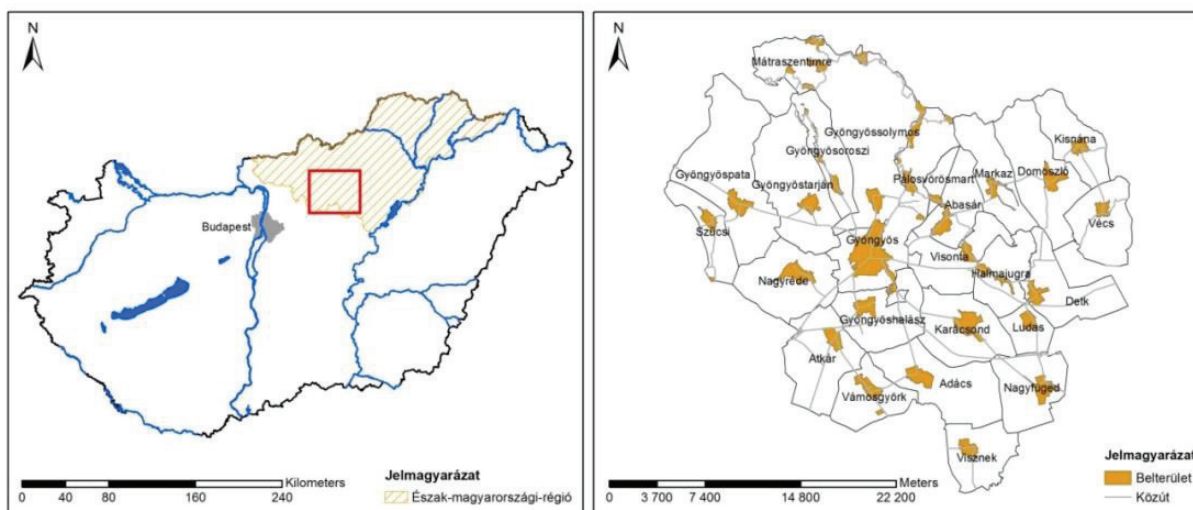 N
Budapest
Kilometers
0 40 80 160 240
Jelmagyarázat
Észak-magyarországi-régió
N
Mátraszentimre
Gyöngyössolymos
Gyöngyösoroszi
Kisnána
Gyöngyöspata
Gyöngyöstarján
Pálosvörösmart
Markaz
Domoszló
Abasár
Szűcsi
Vécs
Gyöngyös
Visonta
Nagyréde
Halmajugra
Detk
Gyöngyöshalász
Karácsond
Ludas
Atkár
Adács
Nagyfüged
Vámosgyörk
Visznek
Meters
0 3 700 7 400 14 800 22 200
Jelmagyarázat
Belterület
Közút